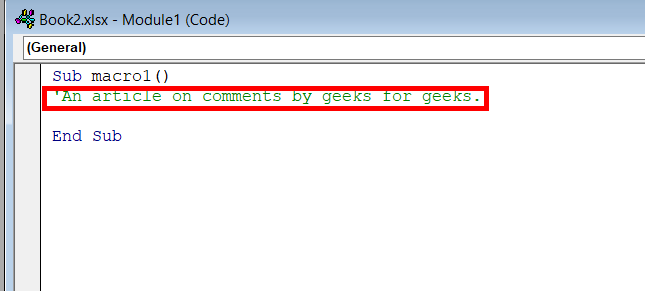 Book2.xlsx - Module1 (Code)
(General)
Sub macro1()
'An article on comments by geeks for geeks.
End Sub